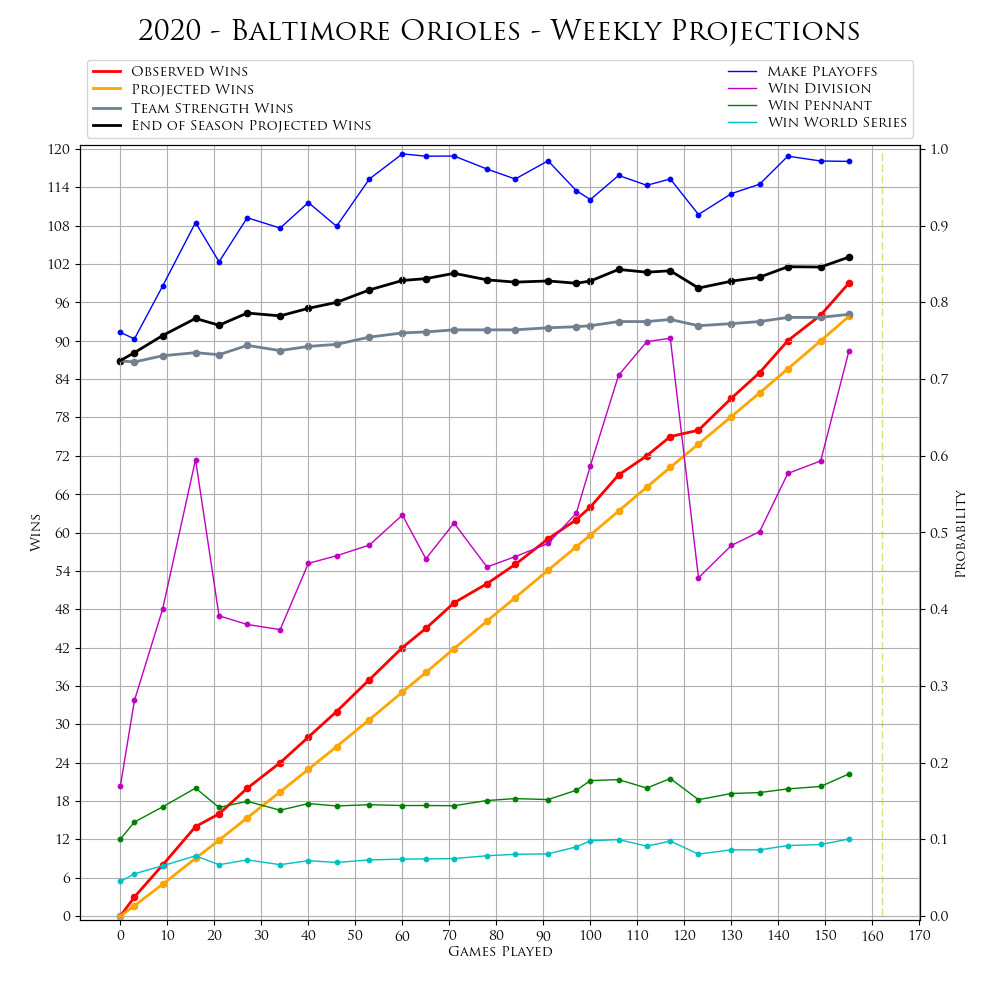 2020 - Baltimore Orioles - Weekly Projections
Observed Wins
Projected Wins
Team Strength Wins
End of Season Projected Wins
Make Playoffs
Win Division
Win Pennant
Win World Series
120
114
108
102
96
90
84
78
72
66
60
54
48
42
36
30
24
18
12
6
0
Wins
1.0
0.9
0.8
0.7
0.6
0.5
0.4
0.3
0.2
0.1
0.0
Probability
0 10 20 30 40 50 60 70 80 90 100 110 120 130 140 150 160 170
Games Played